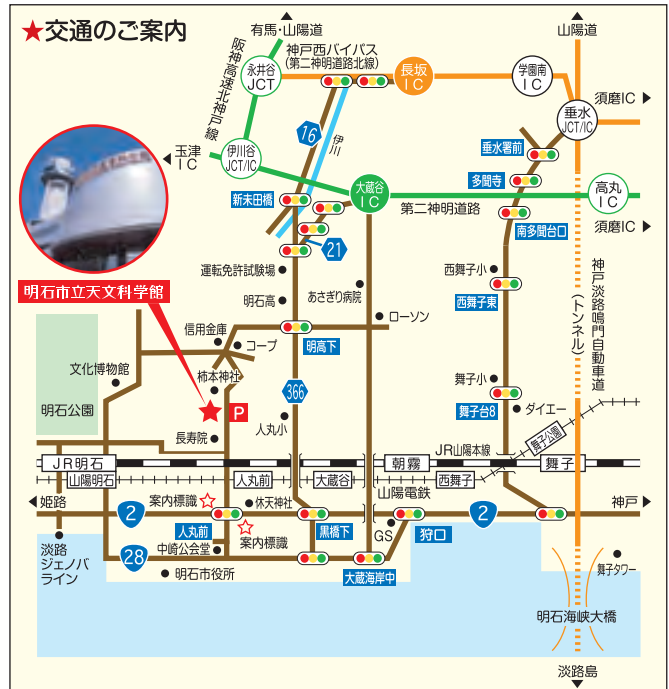 ★交通のご案内
有馬・山陽道
山陽道
阪神高速北神戸線
神戸西バイパス
(第二神明道路北線)
永井谷
JCT
長坂
IC
学園南
IC
須磨IC
垂水
JCT/IC
16
伊川
玉津
IC
伊川谷
JCT/IC
垂水署前
多聞寺
新未田橋
大蔵谷
IC
高丸
IC
第二神明道路
須磨IC
南多聞台口
21
運転免許試験場
西舞子小
神戸淡路鳴門自動車道
(トンネル)
明石市立天文科学館
あさぎり病院
西舞子東
明石高
信用金庫
ローソン
明高下
コープ
文化博物館
柿本神社
舞子小
366
明石公園
P
舞子台8
ダイエー
人丸小
長寿院
舞子公園
JR山陽本線
JR明石
朝霧
舞子
山陽明石
人丸前
大蔵谷
西舞子
山陽電鉄
姫路
案内標識
休天神社
神戸
2
2
人丸前
黒橋下
狩口
案内標識
GS
淡路
ジェノバ
ライン
28
中崎公会堂
明石市役所
大蔵海岸中
舞子タワー
明石海峡大橋
淡路島